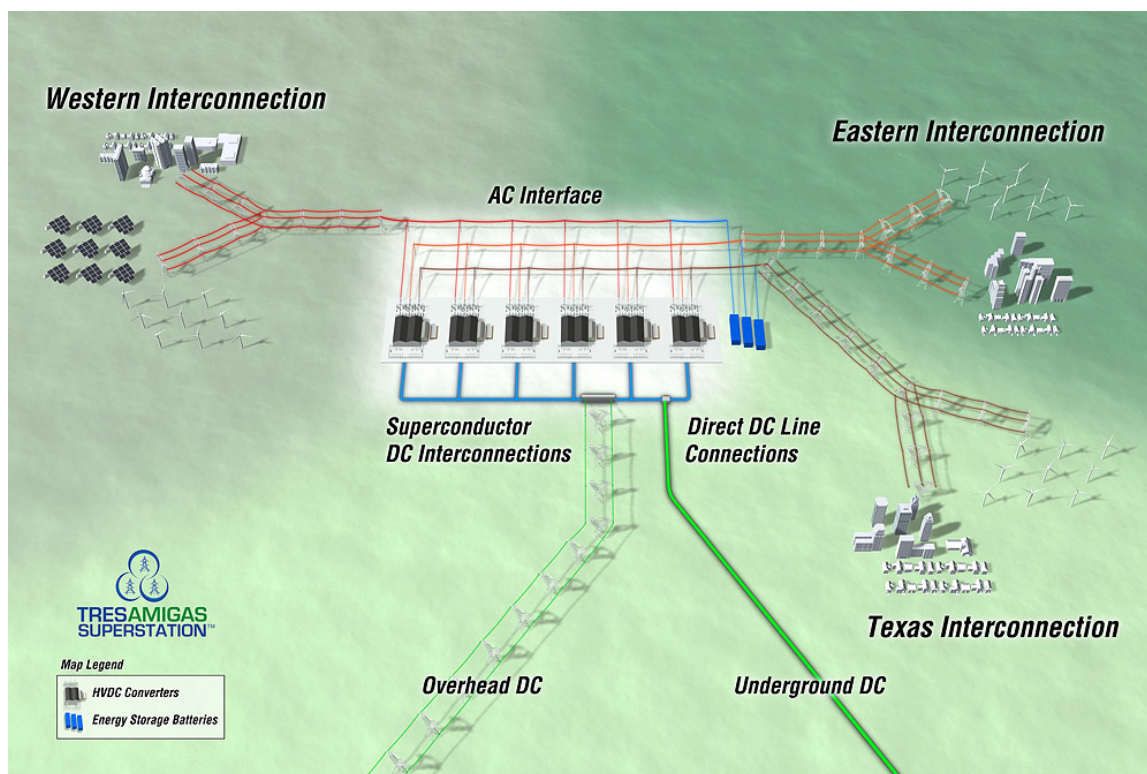 Western Interconnection
Eastern Interconnection
AC Interface
Superconductor
DC Interconnections
Direct DC Line
Connections
TRESAMIGAS
SUPERSTATION™
Texas Interconnection
Map Legend
HVDC Converters
Energy Storage Batteries
Overhead DC
Underground DC